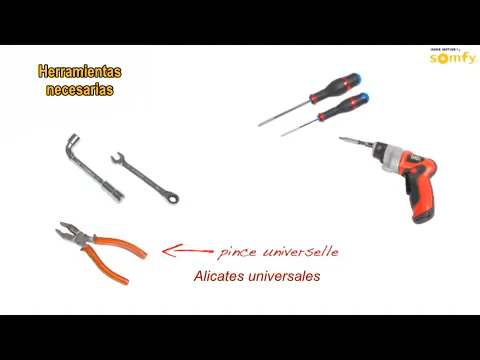 somfy.
Herramientas
necesarias
pince universelle
Alicates universales